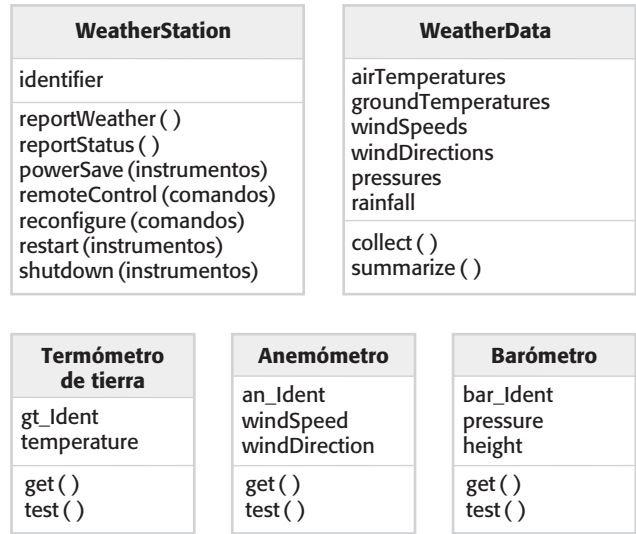 WeatherStation
identifier
reportWeather ( )
reportStatus ( )
powerSave (instrumentos)
remoteControl (comandos)
reconfigure (comandos)
restart (instrumentos)
shutdown (instrumentos)
WeatherData
airTemperatures
groundTemperatures
windSpeeds
windDirections
pressures
rainfall
collect ( )
summarize ( )
Termómetro
de tierra
gt_Ident
temperature
get ( )
test ( )
Anemómetro
an_Ident
windSpeed
windDirection
get ( )
test ( )
Barómetro
bar_Ident
pressure
height
get ( )
test ( )